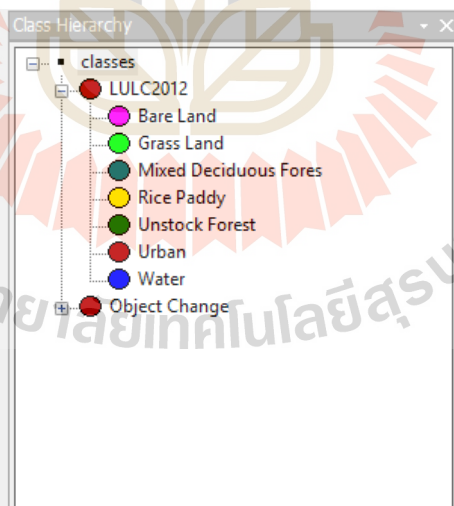 Class Hierarchy
classes
LULC2012
Bare Land
Grass Land
Mixed Deciduous Fores
Rice Paddy
Unstock Forest
Urban
Water
Object Change
ยาลัยเทคโนโลยีสุร